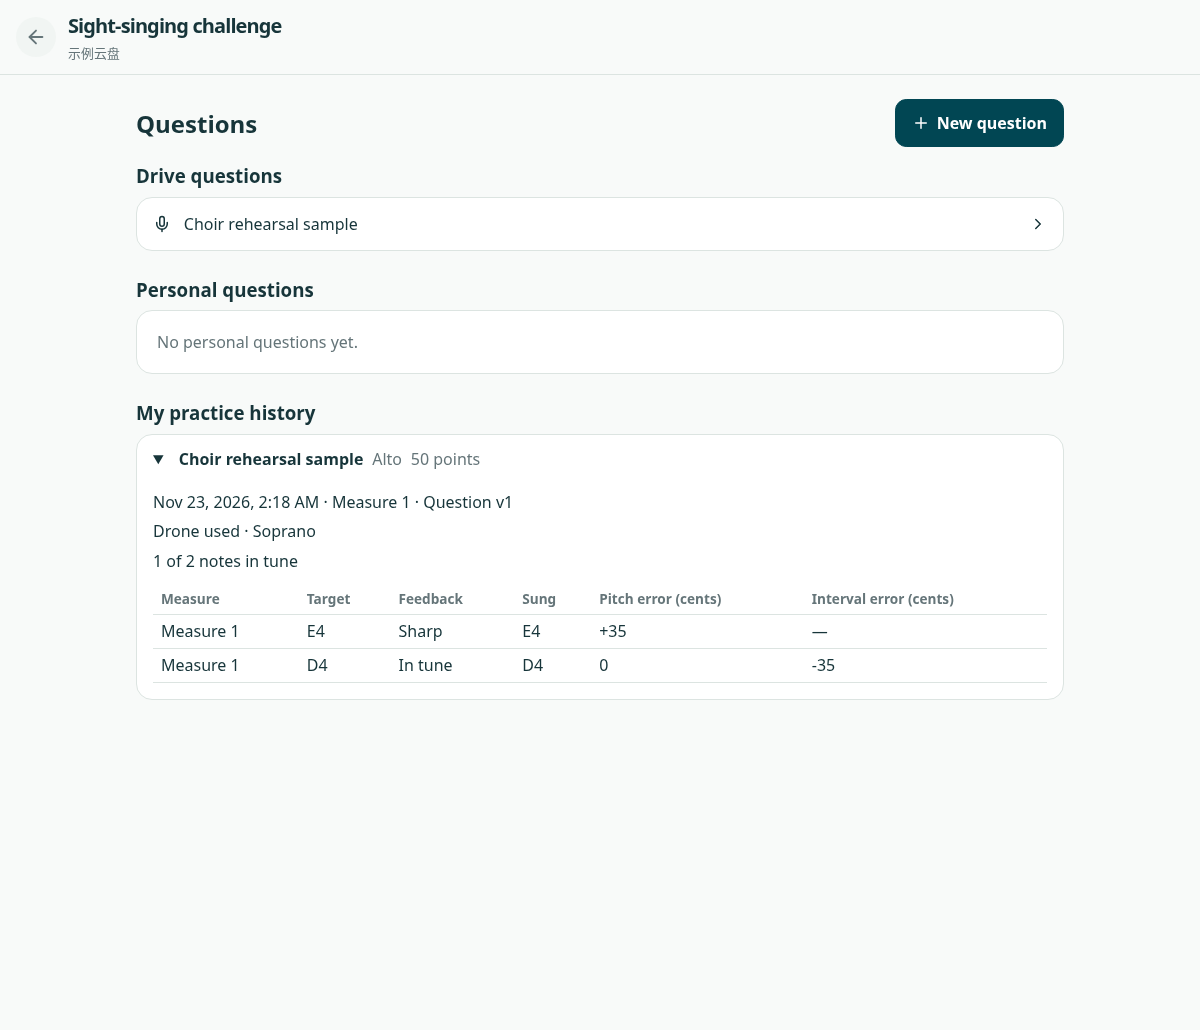 Sight-singing challenge
示例云盘
Questions
New question
Drive questions
Choir rehearsal sample
Personal questions
No personal questions yet.
My practice history
Choir rehearsal sample Alto 50 points
Nov 23, 2026, 2:18 AM · Measure 1 · Question v1
Drone used · Soprano
1 of 2 notes in tune
Measure Target Feedback Sung Pitch error (cents) Interval error (cents)
Measure 1 E4 Sharp E4 +35 —
Measure 1 D4 In tune D4 0 -35